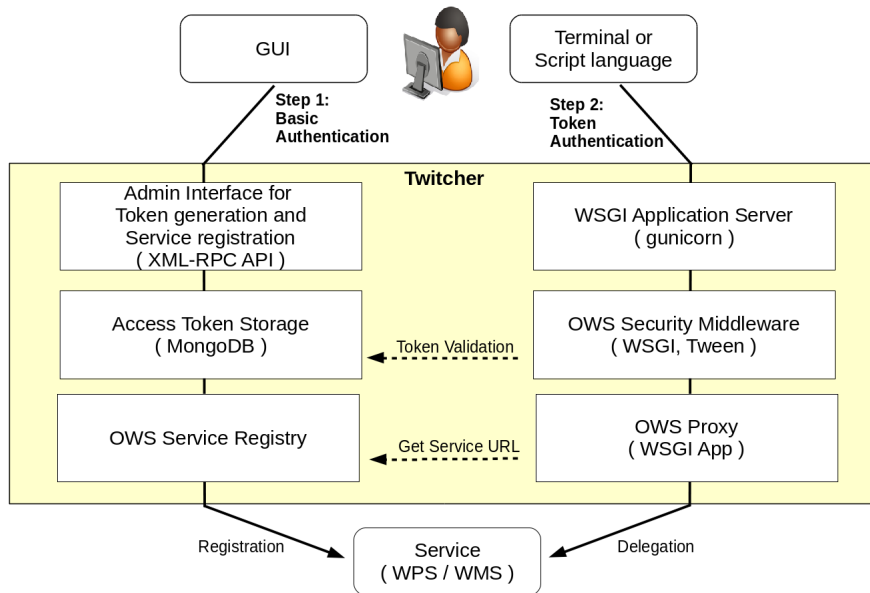 GUI
Terminal or
Script language
Step 1:
Basic
Authentication
Step 2:
Token
Authentication
Twitcher
Admin Interface for
Token generation and
Service registration
( XML-RPC API )
WSGI Application Server
( gunicorn )
Access Token Storage
( MongoDB )
Token Validation
OWS Security Middleware
( WSGI, Tween )
OWS Service Registry
Get Service URL
OWS Proxy
( WSGI App )
Registration
Service
( WPS / WMS )
Delegation